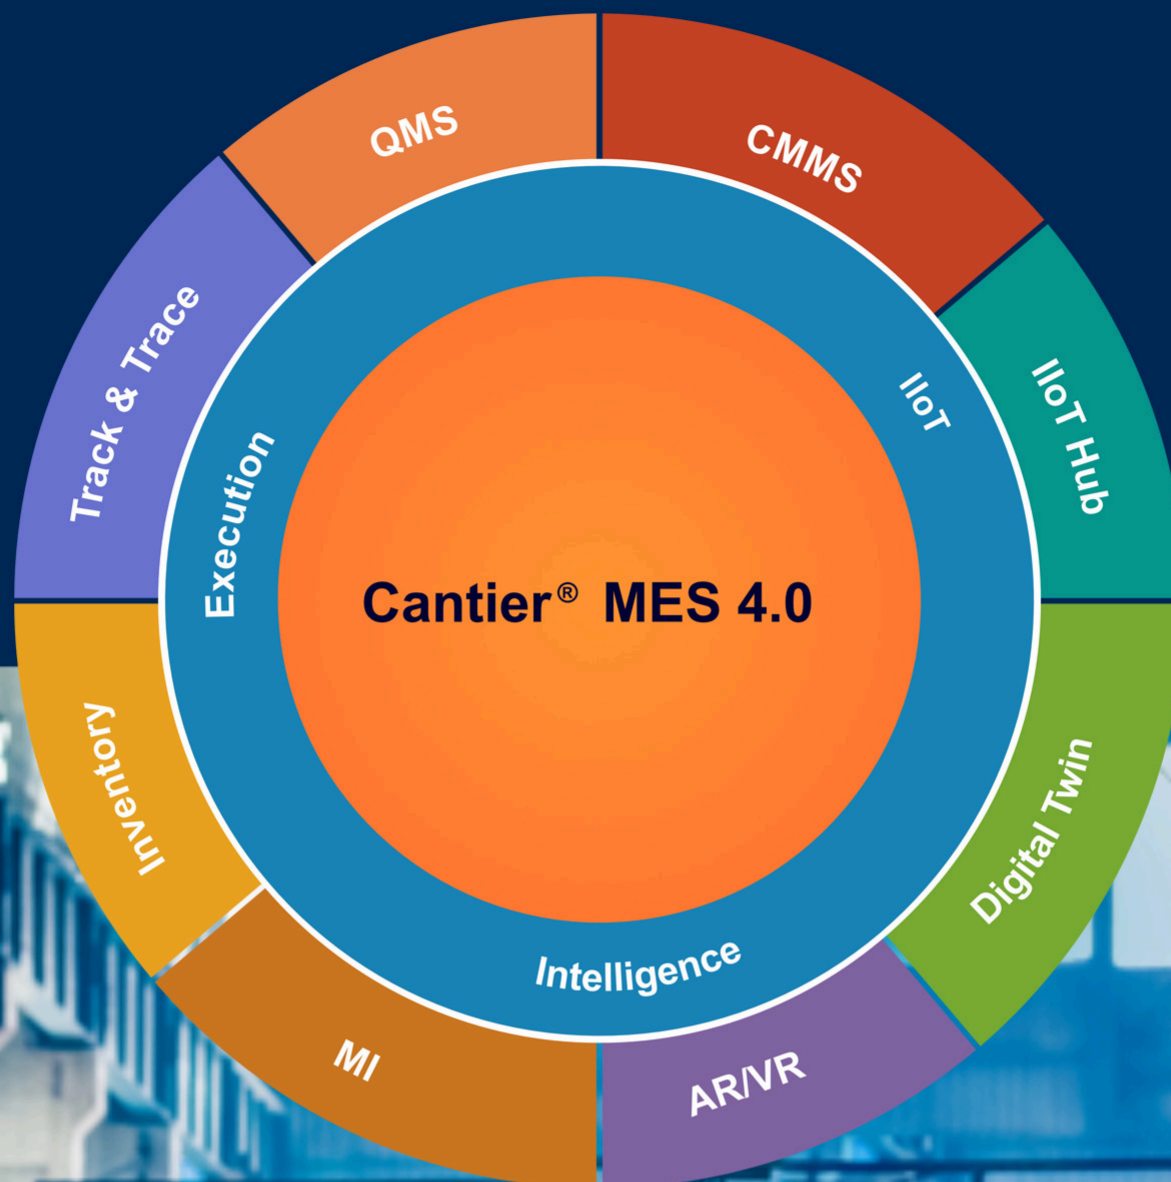 QMS
CMMS
Track & Trace
IIoT
IIoT Hub
Execution
Cantier® MES 4.0
Inventory
Digital Twin
Intelligence
MI
AR/VR